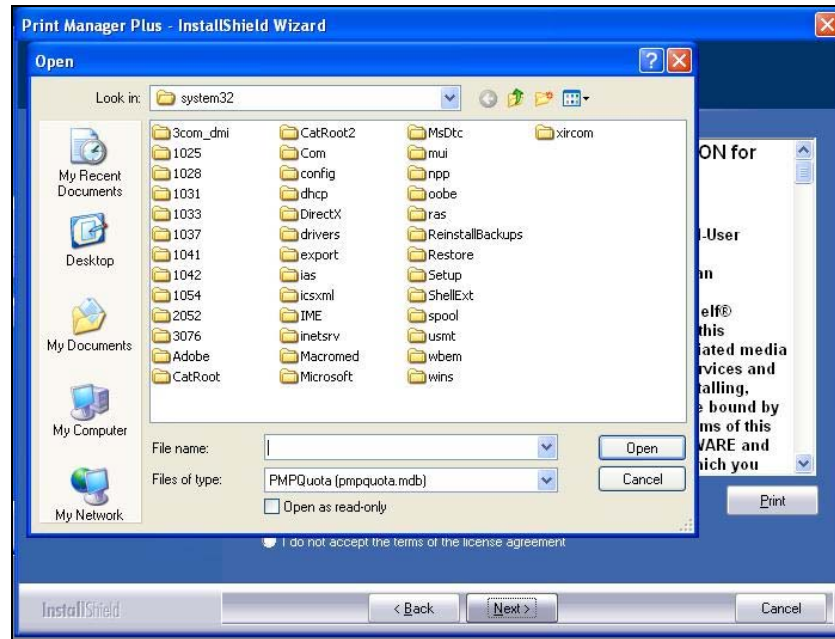 Print Manager Plus - InstallShield Wizard
Open
Look in:
system32
My Recent
Documents
Desktop
My Documents
My Computer
My Network
3com_dmi
1025
1028
1031
1033
1037
1041
1042
1054
2052
3076
Adobe
CatRoot
CatRoot2
Com
config
dhcp
DirectX
drivers
export
ias
icsxml
IME
inetsrv
Macromed
Microsoft
MsDtc
mui
npp
oobe
ras
ReinstallBackups
Restore
Setup
ShellExt
spool
usmt
wbem
wins
xircom
File name:
Open
Files of type:
PMPQuota (pmpquota.mdb)
Cancel
Open as read-only
ON for
-User
elf®
this
iated media
rvices and
talling,
e bound by
ms of this
ARE and
hich you
Print
I do not accept the terms of the license agreement
InstallShield
< Back
Next >
Cancel